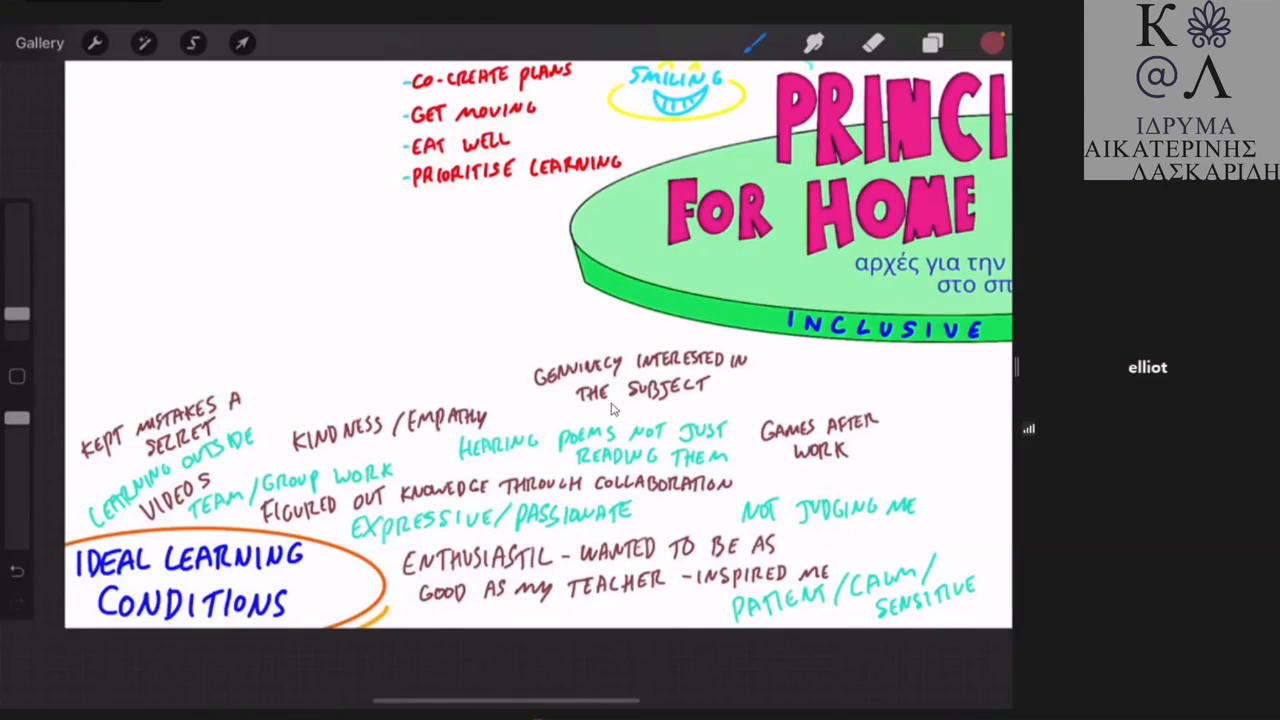 Gallery
-CO-CREATE PLANS
-GET MOVING
-EAT WELL
-PRIORITISE LEARNING
SMILING
PRINCI
FOR HOME
αρχές για την
στο σπ
INCLUSIVE
GENUINELY INTERESTED IN
THE SUBJECT
KEPT MISTAKES A
SECRET
KINDNESS/EMPATHY
HEARING POEMS NOT JUST
READING THEM
GAMES AFTER
WORK
LEARNING OUTSIDE
VIDEOS
TEAM/GROUP WORK
FIGURED OUT KNOWLEDGE THROUGH COLLABORATION
EXPRESSIVE/PASSIONATE
NOT JUDGING ME
IDEAL LEARNING
CONDITIONS
ENTHUSIASTIC - WANTED TO BE AS
GOOD AS MY TEACHER - INSPIRED ME
PATIENT/CALM/
SENSITIVE
Κ
@Λ
ΙΔΡΥΜΑ
ΑΙΚΑΤΕΡΙΝΗΣ
ΛΑΣΚΑΡΙΔΗ
elliot